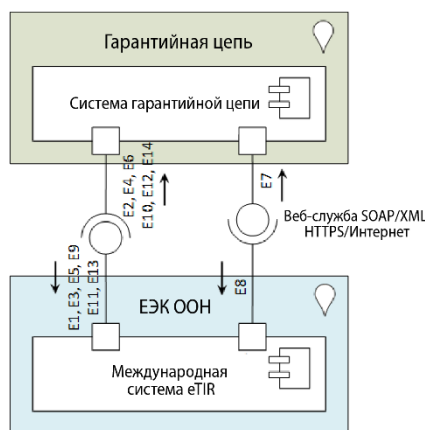 Гарантийная цепь
Система гарантийной цепи
E2, E4, E6
E10, E12, E14
E7
Веб-служба SOAP/XML
HTTPS/Интернет
E1, E3, E5, E9
E11, E13
E8
ЕЭК ООН
Международная
система eTIR